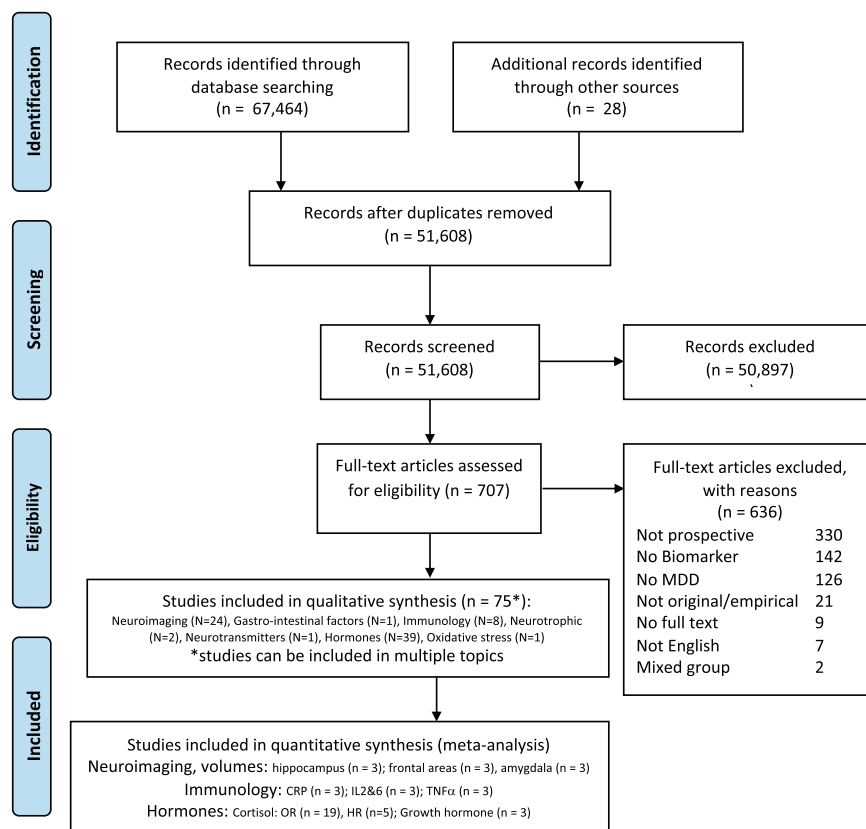 Identification
Records identified through
database searching
(n = 67,464)
Additional records identified
through other sources
(n = 28)
Records after duplicates removed
(n = 51,608)
Screening
Records screened
(n = 51,608)
Records excluded
(n = 50,897)
`
Eligibility
Full-text articles assessed
for eligibility (n = 707)
Full-text articles excluded,
with reasons
(n = 636)
Not prospective 330
No Biomarker 142
No MDD 126
Not original/empirical 21
No full text 9
Not English 7
Mixed group 2
Studies included in qualitative synthesis (n = 75*):
Neuroimaging (N=24), Gastro-intestinal factors (N=1), Immunology (N=8), Neurotrophic
(N=2), Neurotransmitters (N=1), Hormones (N=39), Oxidative stress (N=1)
*studies can be included in multiple topics
Included
Studies included in quantitative synthesis (meta-analysis)
Neuroimaging, volumes: hippocampus (n = 3); frontal areas (n = 3), amygdala (n = 3)
Immunology: CRP (n = 3); IL2&6 (n = 3); TNFα (n = 3)
Hormones: Cortisol: OR (n = 19), HR (n=5); Growth hormone (n = 3)